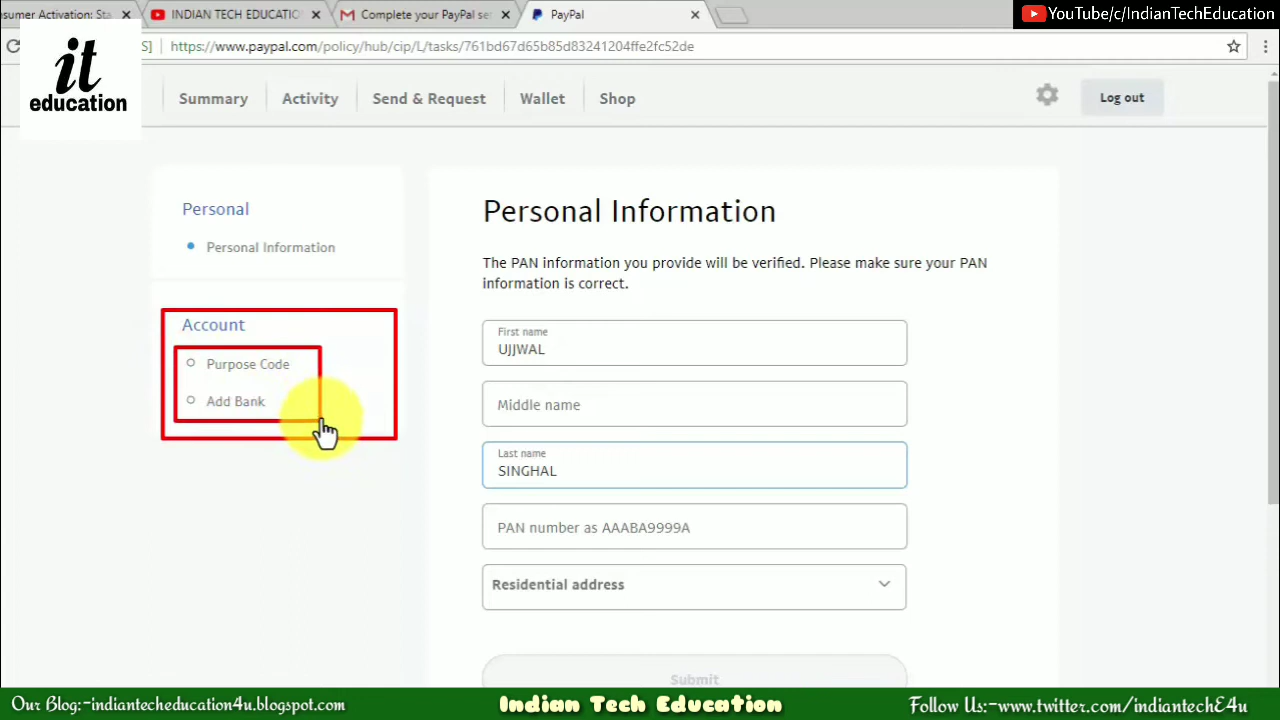 nsumer Activation: Sta
INDIAN TECH EDUCATIO
Complete your PayPal se
PayPal
YouTube/c/IndianTechEducation
S] https://www.paypal.com/policy/hub/cip/L/tasks/761bd67d65b85d83241204ffe2fc52de
it
education
Summary
Activity
Send & Request
Wallet
Shop
Log out
Personal
Personal Information
Account
Purpose Code
Add Bank
Personal Information
The PAN information you provide will be verified. Please make sure your PAN
information is correct.
First name
UJJWAL
Middle name
Last name
SINGHAL
PAN number as AAABA9999A
Residential address
Submit
Our Blog:-indiantecheducation4u.blogspot.com
Indian Tech Education
Follow Us:-www.twitter.com/indiantechE4u